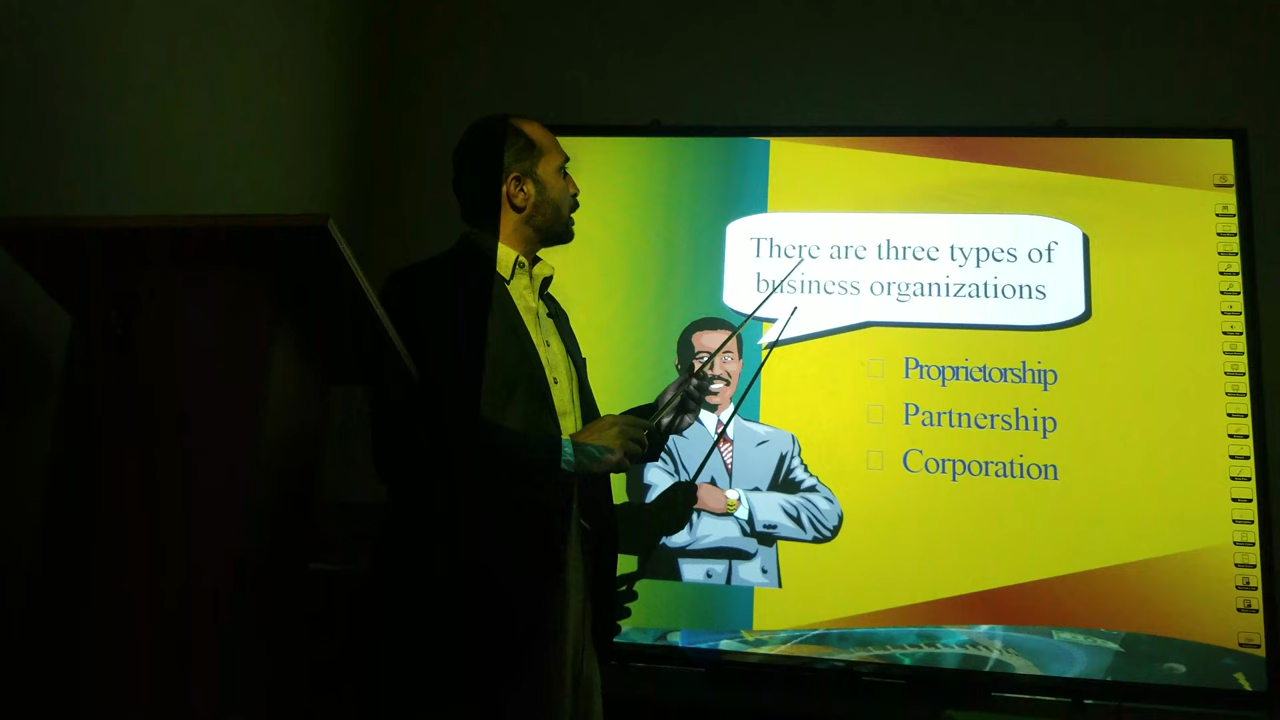 There are three types of
business organizations
Proprietorship
Partnership
Corporation